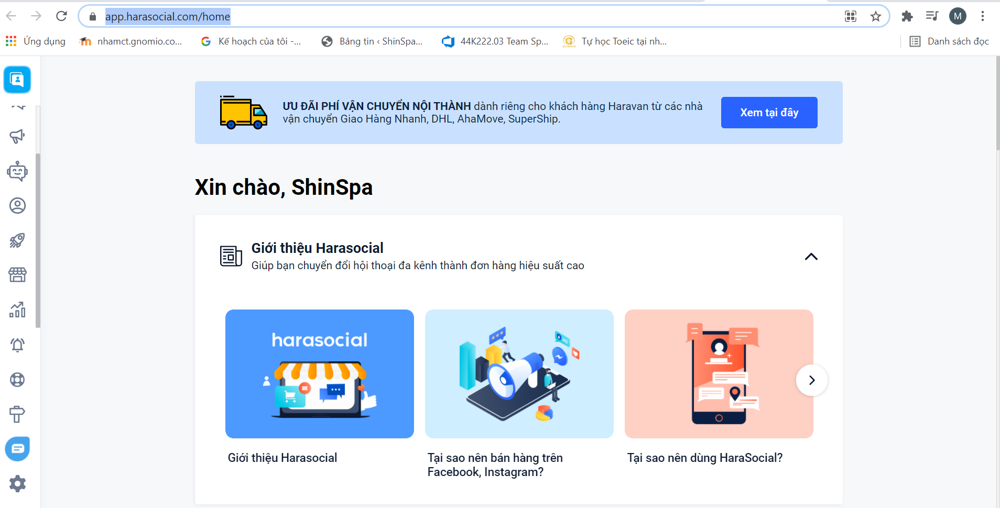 app.harasocial.com/home
M
Ứng dụng
nhamct.gnomio.co...
Kế hoạch của tôi -...
Bảng tin ‹ ShinSpa...
44K222.03 Team Sp...
Tự học Toeic tại nh...
Danh sách đọc
ƯU ĐÃI PHÍ VẬN CHUYỂN NỘI THÀNH dành riêng cho khách hàng Haravan từ các nhà
vận chuyển Giao Hàng Nhanh, DHL, AhaMove, SuperShip.
Xem tại đây
Xin chào, ShinSpa
Giới thiệu Harasocial
Giúp bạn chuyển đổi hội thoại đa kênh thành đơn hàng hiệu suất cao
harasocial
Giới thiệu Harasocial
Tại sao nên bán hàng trên
Facebook, Instagram?
Tại sao nên dùng HaraSocial?